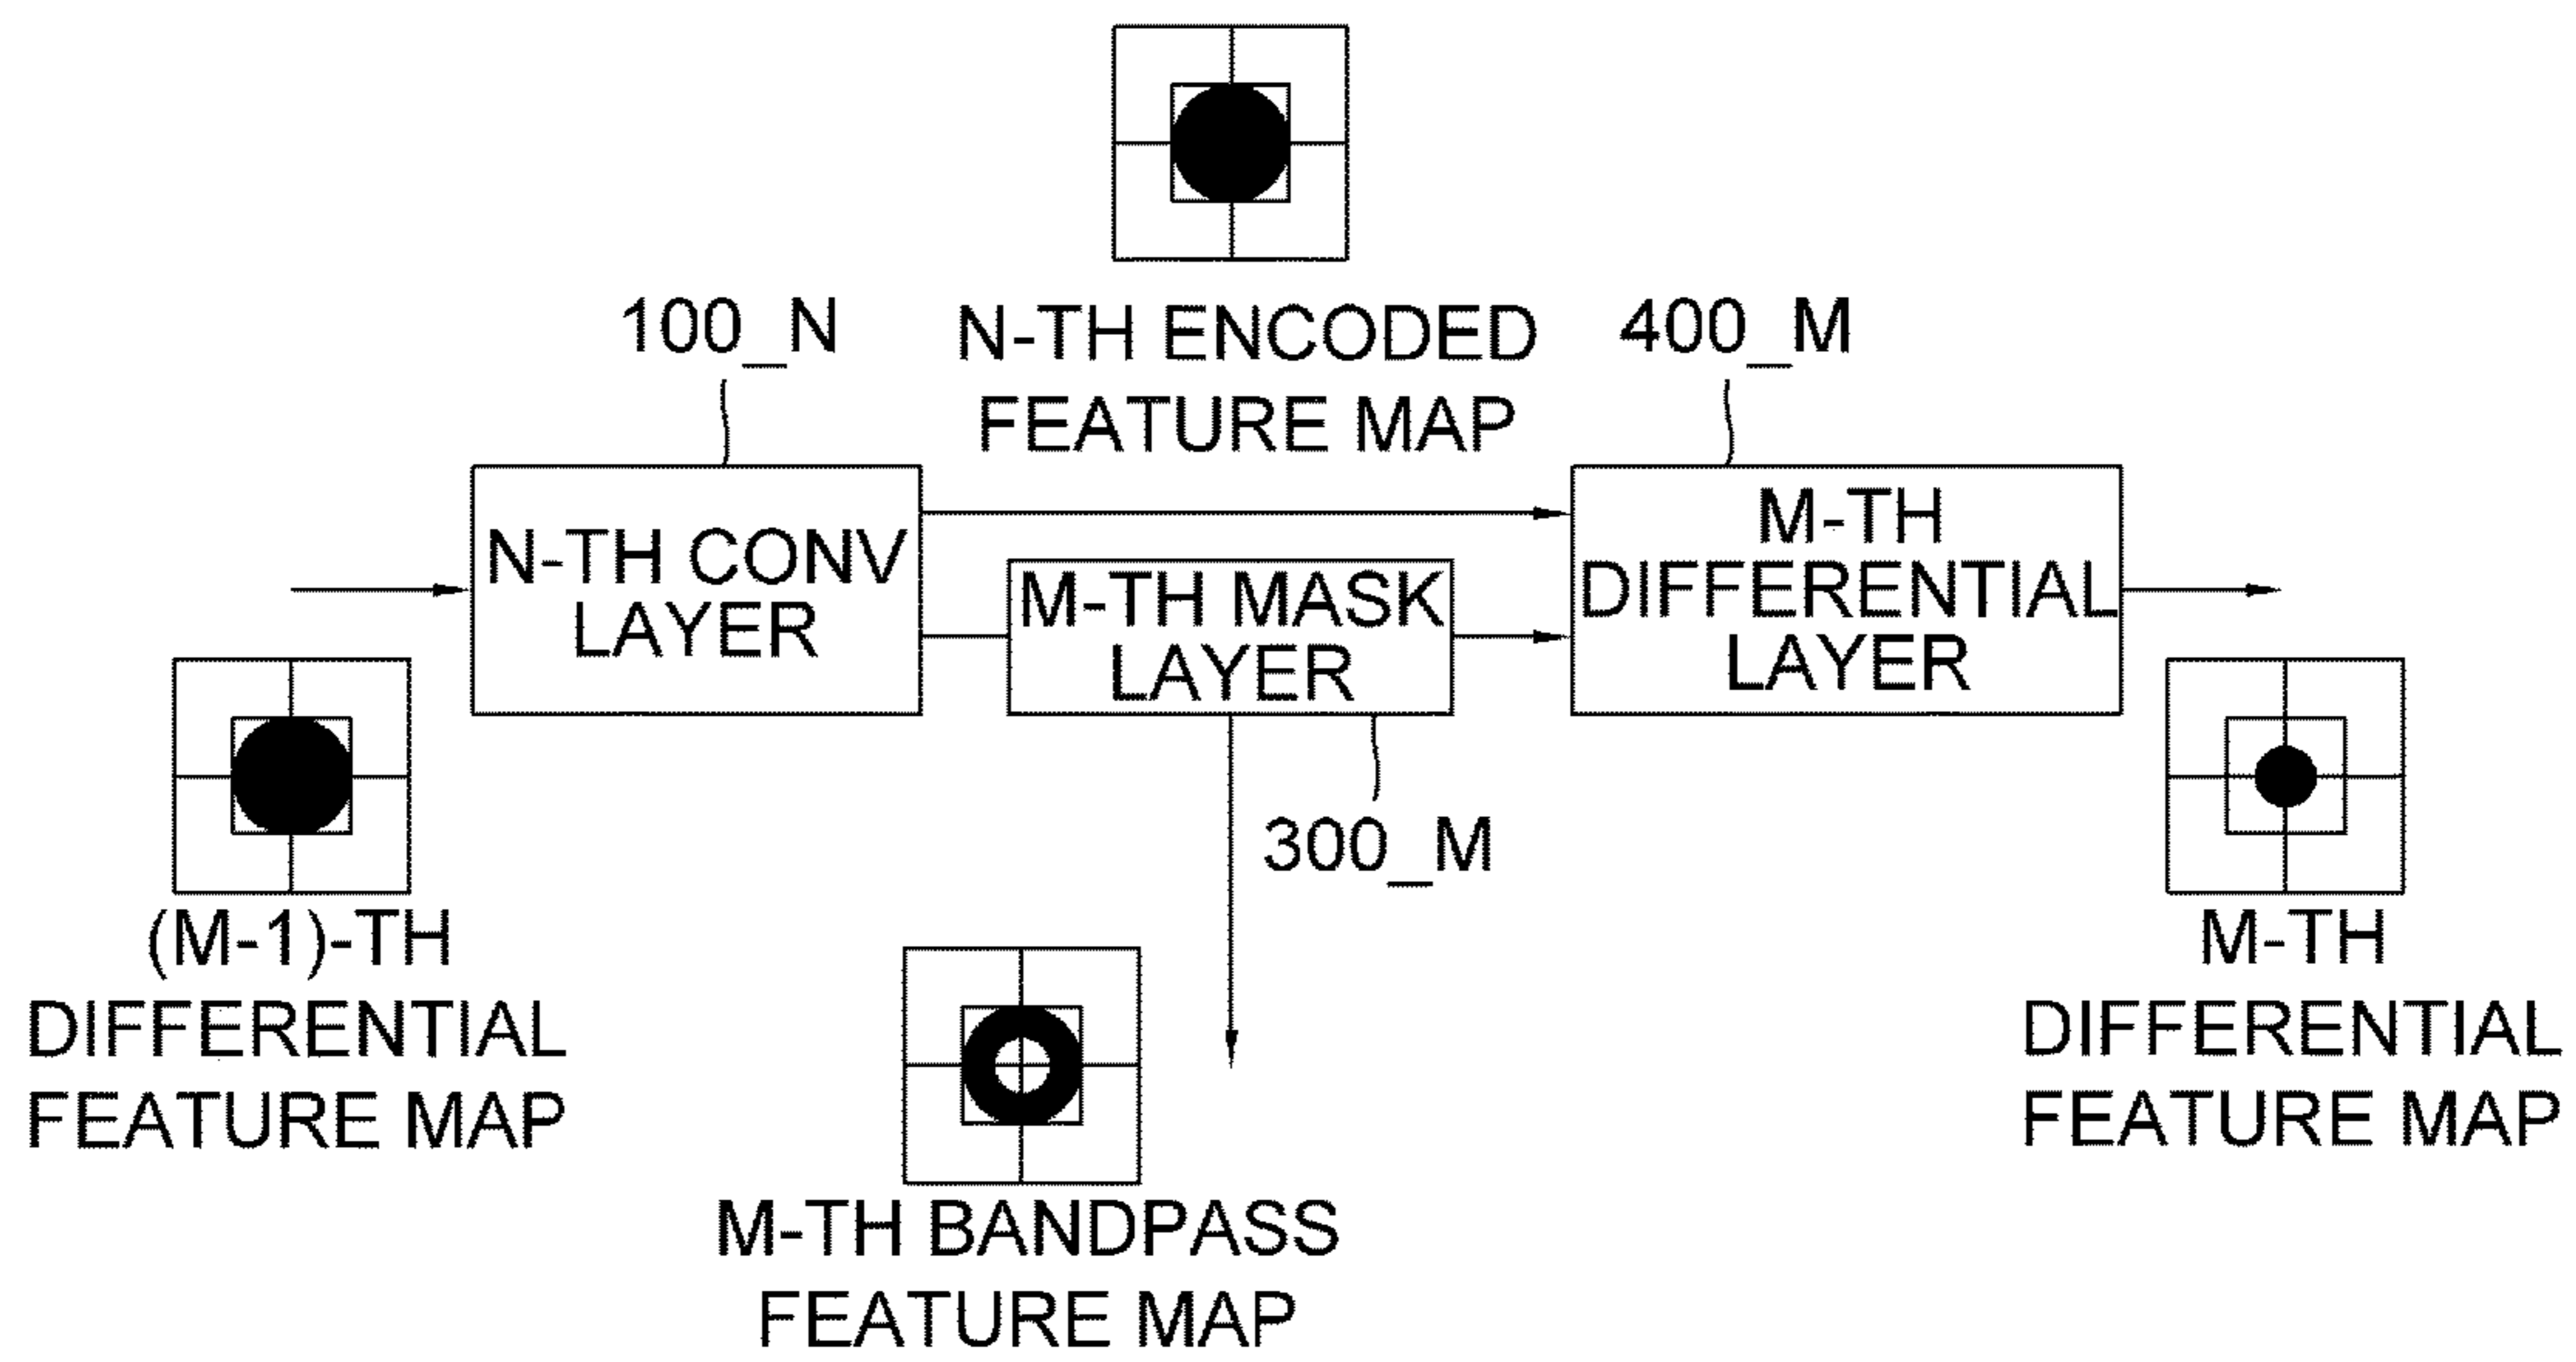 100_N
N-TH ENCODED
FEATURE MAP
400_M
N-TH CONV
LAYER
M-TH MASK
LAYER
M-TH
DIFFERENTIAL
LAYER
300_M
(M-1)-TH
DIFFERENTIAL
FEATURE MAP
M-TH BANDPASS
FEATURE MAP
M-TH
DIFFERENTIAL
FEATURE MAP